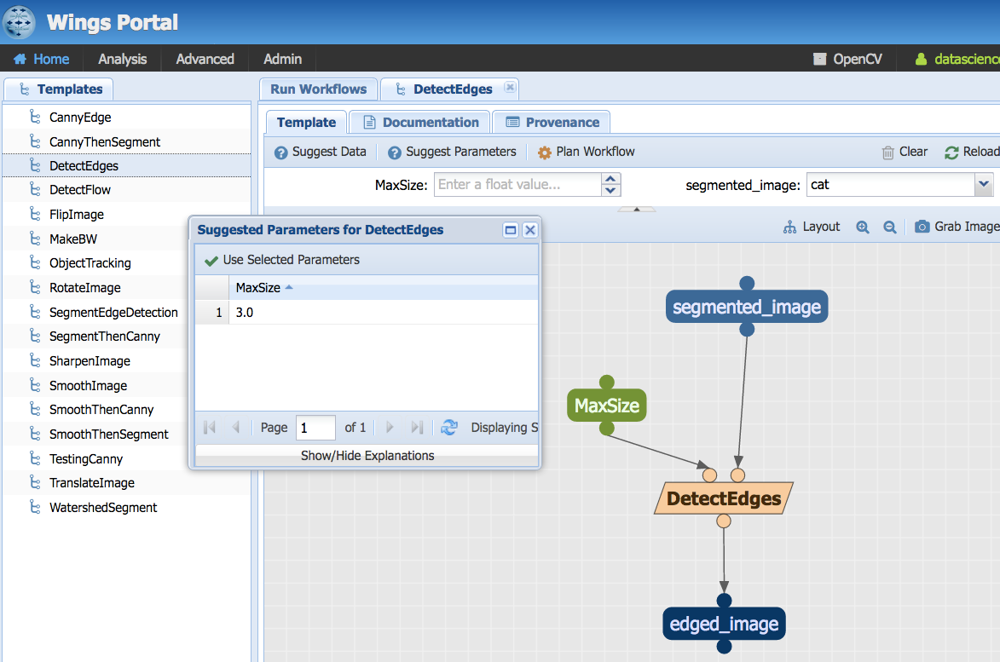 Wings Portal
Home Analysis Advanced Admin OpenCV
Templates
Run Workflows DetectEdges
CannyEdge
CannyThenSegment
DetectEdges
DetectFlow
FlipImage
MakeBW
ObjectTracking
RotateImage
SegmentEdgeDetection
SegmentThenCanny
SharpenImage
SmoothImage
SmoothThenCanny
SmoothThenSegment
TestingCanny
TranslateImage
WatershedSegment
Template Documentation Provenance
Suggest Data Suggest Parameters Plan Workflow Clear Reload
MaxSize: Enter a float value... segmented_image: cat
Layout Grab Image
Suggested Parameters for DetectEdges
Use Selected Parameters
MaxSize
1 3.0
Page 1 of 1 Displaying
Show/Hide Explanations
segmented_image
MaxSize
DetectEdges
edged_image